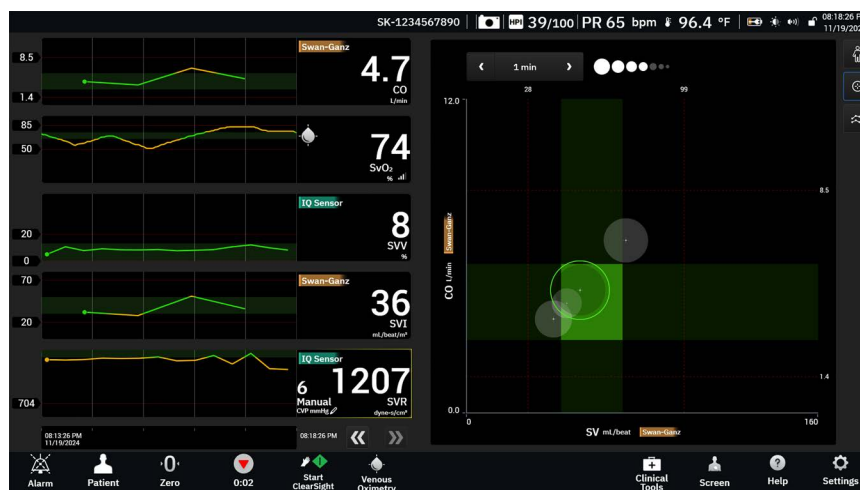 SK-1234567890 HPI 39/100 PR 65 bpm 96.4 °F 08:18:26 PM
11/19/202
Swan-Ganz
8.5
1.4
4.7
CO
L/min
85
50
74
SvO₂
%
IQ Sensor
20
0
8
SVV
%
Swan-Ganz
70
20
36
SVI
mL/beat/m²
IQ Sensor
704
6
Manual
CVP mmHg
1207
SVR
dyne-s/cm⁵
08:13:26 PM
11/19/2024
08:18:26 PM
1 min
28 99
12.0
8.5
CO L/min Swan-Ganz
1.4
0.0
0 160
SV mL/beat Swan-Ganz
Alarm
Patient
·0·
Zero
0:02
Start
ClearSight
Venous
Oximetry
Clinical
Tools
Screen
Help
Settings